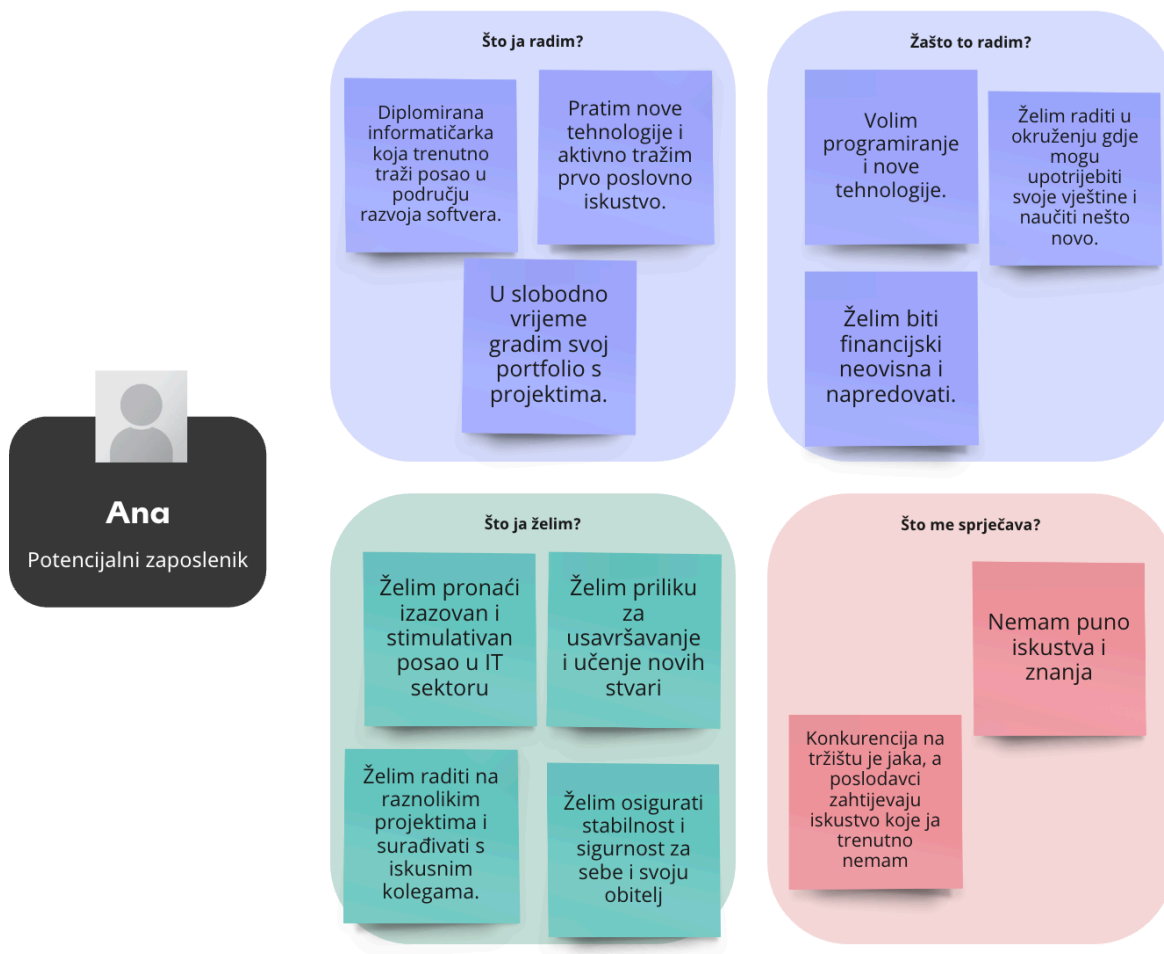 Što ja radim?
Diplomirana
informatičarka
koja trenutno
traži posao u
području
razvoja softvera.
Pratim nove
tehnologije i
aktivno tražim
prvo poslovno
iskustvo.
U slobodno
vrijeme
gradim svoj
portfolio s
projektima.
Žašto to radim?
Volim
programiranje
i nove
tehnologije.
Želim raditi u
okruženju gdje
mogu
upotrijebiti
svoje vještine i
naučiti nešto
novo.
Želim biti
financijski
neovisna i
napredovati.
Ana
Potencijalni zaposlenik
Što ja želim?
Želim pronaći
izazovan i
stimulativan
posao u IT
sektoru
Želim priliku
za
usavršavanje
i učenje novih
stvari
Želim raditi na
raznolikim
projektima i
surađivati s
iskusnim
kolegama.
Želim osigurati
stabilnost i
sigurnost za
sebe i svoju
obitelj
Što me sprječava?
Nemam puno
iskustva i
znanja
Konkurencija na
tržištu je jaka, a
poslodavci
zahtijevaju
iskustvo koje ja
trenutno
nemam